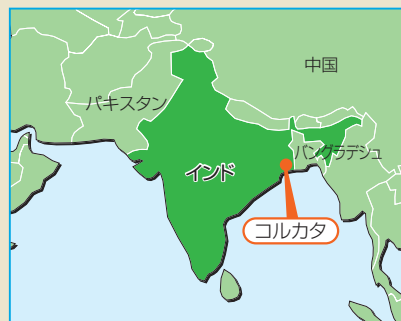 中国
パキスタン
バングラデシュ
インド
コルカタ